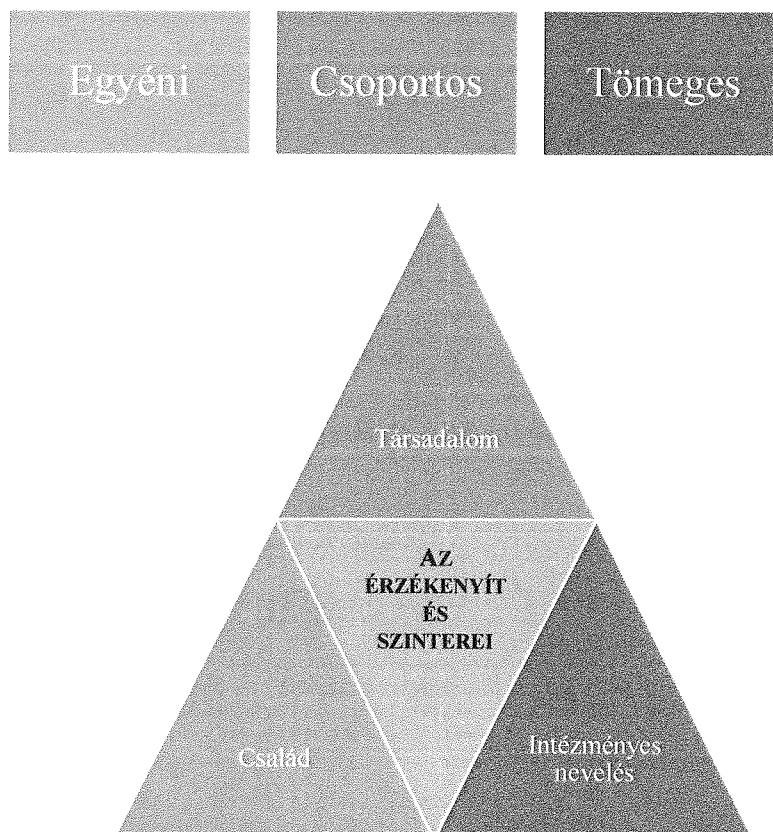 Egyéni
Csoportos
Tömeges
Társadalom
AZ
ÉRZÉKENYÍT
ÉS
SZINTEREI
Család
Intézményes
nevelés